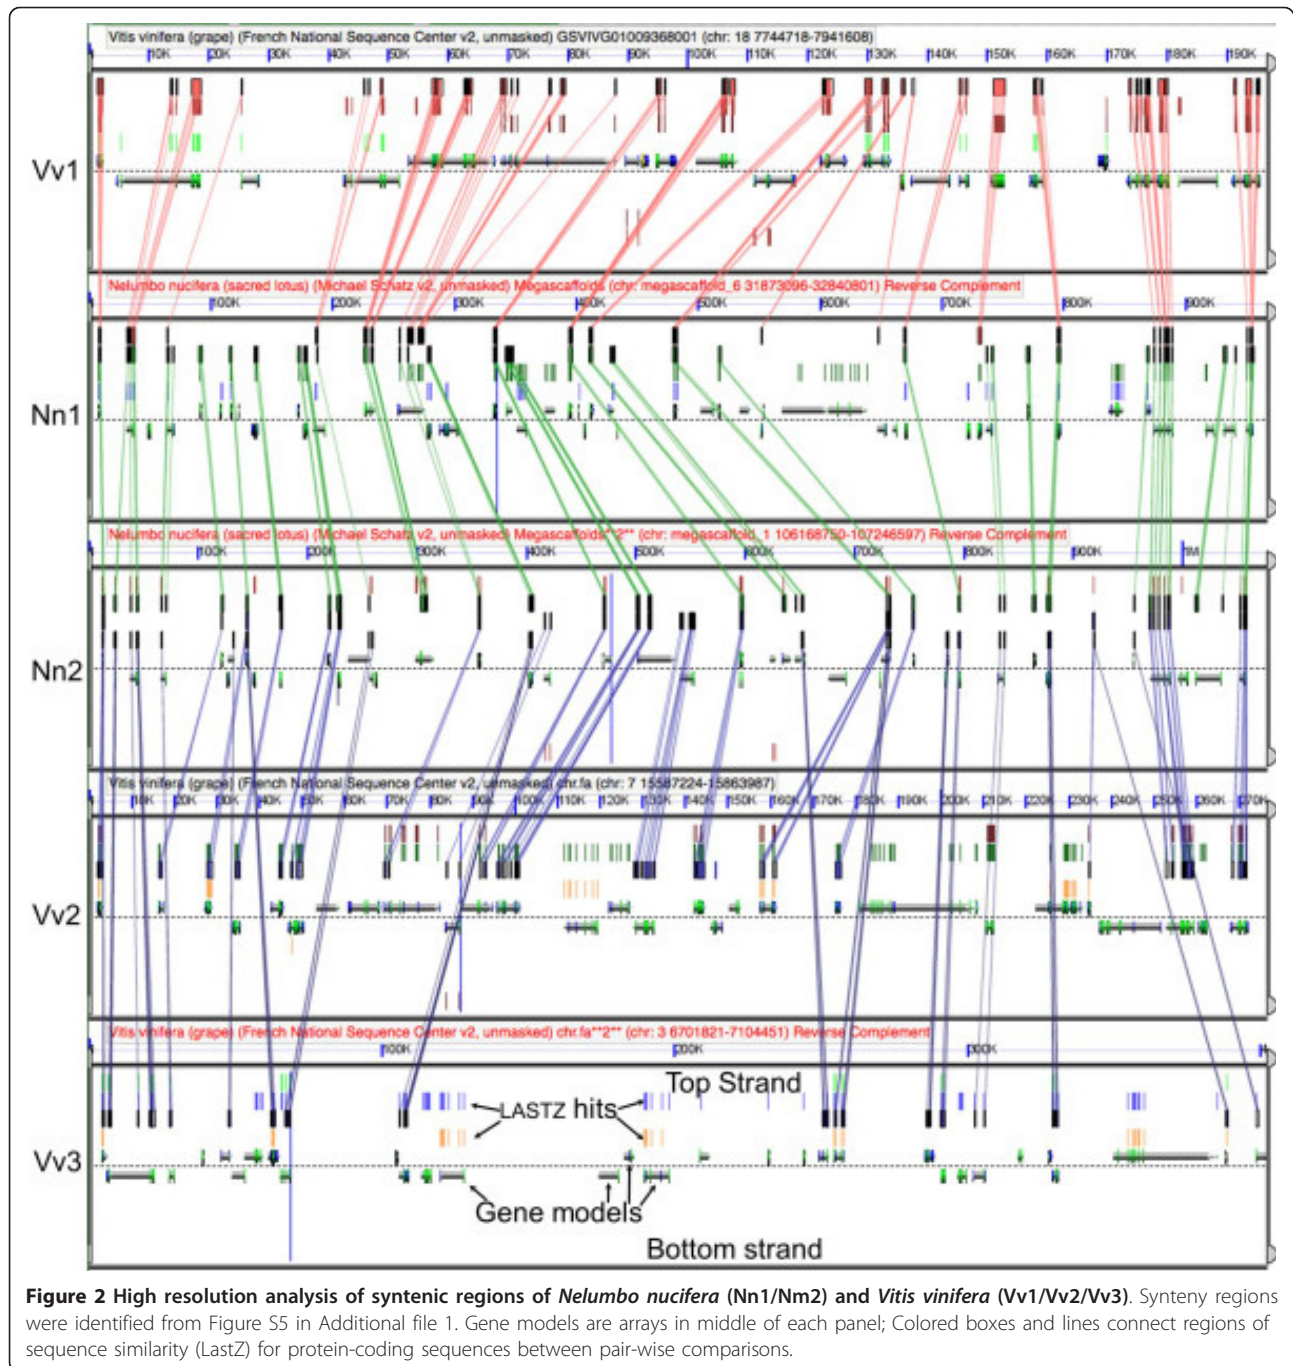 Vitis vinifera (grape) (French National Sequence Center v2, unmasked) GSVIVG01009368001 (chr: 18 7744718-7941608)
10K 20K 30K 40K 50K 60K 70K 80K 90K 100K 110K 120K 130K 140K 150K 160K 170K 180K 190K
Vv1
Nelumbo nucifera (sacred lotus) (Michael Schatz v2, unmasked) Megascaffolds (chr: megascaffold_6 31873096-32840801) Reverse Complement
100K 200K 300K 400K 500K 600K 700K 800K 900K
Nn1
Nelumbo nucifera (sacred lotus) (Michael Schatz v2, unmasked) Megascaffolds**2** (chr: megascaffold_1 106168750-107246597) Reverse Complement
100K 200K 300K 400K 500K 600K 700K 800K 900K 1M
Nn2
Vitis vinifera (grape) (French National Sequence Center v2, unmasked) chr.fa (chr: 7 15587224-15863987)
10K 20K 30K 40K 50K 60K 70K 80K 90K 100K 110K 120K 130K 140K 150K 160K 170K 180K 190K 200K 210K 220K 230K 240K 250K 260K 270K
Vv2
Vitis vinifera (grape) (French National Sequence Center v2, unmasked) chr.fa**2** (chr: 3 6701821-7104451) Reverse Complement
100K 200K 300K
Top Strand
LASTZ hits
Vv3
Gene models
Bottom strand
Figure 2 High resolution analysis of syntenic regions of Nelumbo nucifera (Nn1/Nm2) and Vitis vinifera (Vv1/Vv2/Vv3). Synteny regions
were identified from Figure S5 in Additional file 1. Gene models are arrays in middle of each panel; Colored boxes and lines connect regions of
sequence similarity (LastZ) for protein-coding sequences between pair-wise comparisons.